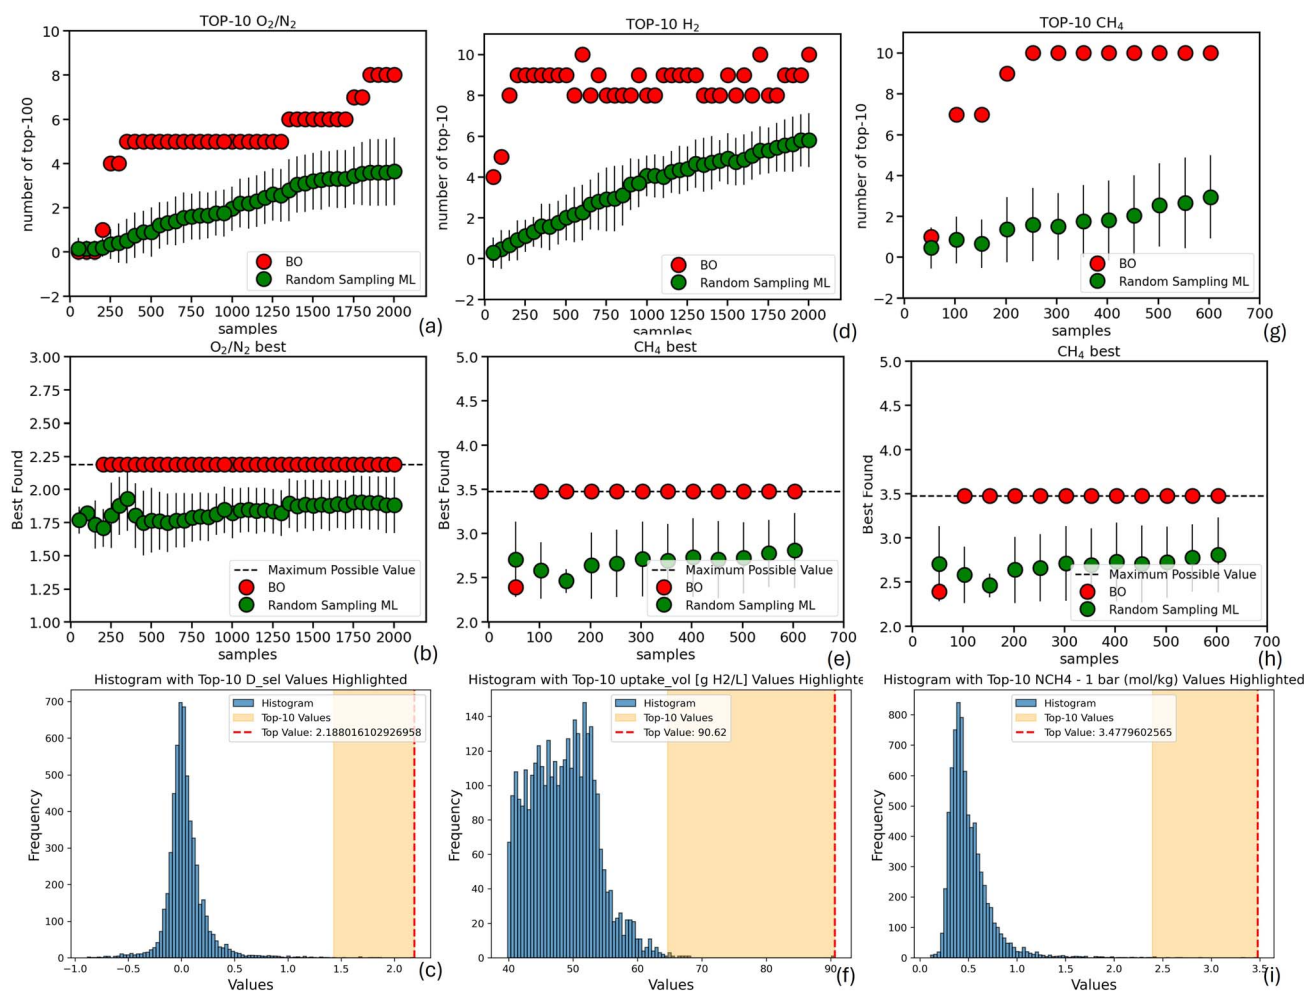 TOP-10 O₂/N₂
number of top-100
10
8
6
4
2
0
−2
BO
Random Sampling ML
0 250 500 750 1000 1250 1500 1750 2000
samples
(a)
TOP-10 H₂
number of top-10
10
8
6
4
2
0
−2
BO
Random Sampling ML
0 250 500 750 1000 1250 1500 1750 2000
samples
(d)
TOP-10 CH₄
number of top-10
10
8
6
4
2
0
−2
BO
Random Sampling ML
0 100 200 300 400 500 600 700
samples
(g)
O₂/N₂ best
Best Found
3.00
2.75
2.50
2.25
2.00
1.75
1.50
1.25
1.00
Maximum Possible Value
BO
Random Sampling ML
0 250 500 750 1000 1250 1500 1750 2000
samples
(b)
CH₄ best
Best Found
5.0
4.5
4.0
3.5
3.0
2.5
2.0
Maximum Possible Value
BO
Random Sampling ML
0 100 200 300 400 500 600 700
samples
(e)
CH₄ best
Best Found
5.0
4.5
4.0
3.5
3.0
2.5
2.0
Maximum Possible Value
BO
Random Sampling ML
0 100 200 300 400 500 600 700
samples
(h)
Histogram with Top-10 D_sel Values Highlighted
Frequency
700
600
500
400
300
200
100
0
Histogram
Top-10 Values
Top Value: 2.188016102926958
−1.0 −0.5 0.0 0.5 1.0 1.5 2.0
Values
(c)
Histogram with Top-10 uptake_vol [g H2/L] Values Highlighte
Frequency
140
120
100
80
60
40
20
0
Histogram
Top-10 Values
Top Value: 90.62
40 50 60 70 80 90
Values
(f)
Histogram with Top-10 NCH4 - 1 bar (mol/kg) Values Highlighted
Frequency
800
700
600
500
400
300
200
100
0
Histogram
Top-10 Values
Top Value: 3.4779602565
0.0 0.5 1.0 1.5 2.0 2.5 3.0 3.5
Values
(i)